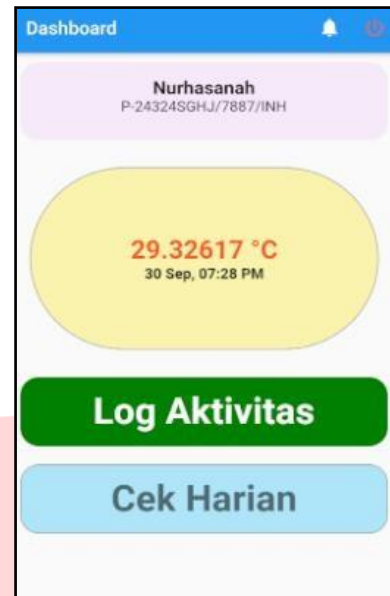 Dashboard
Nurhasanah
P-24324SGHJ/7887/INH
29.32617 °C
30 Sep, 07:28 PM
Log Aktivitas
Cek Harian